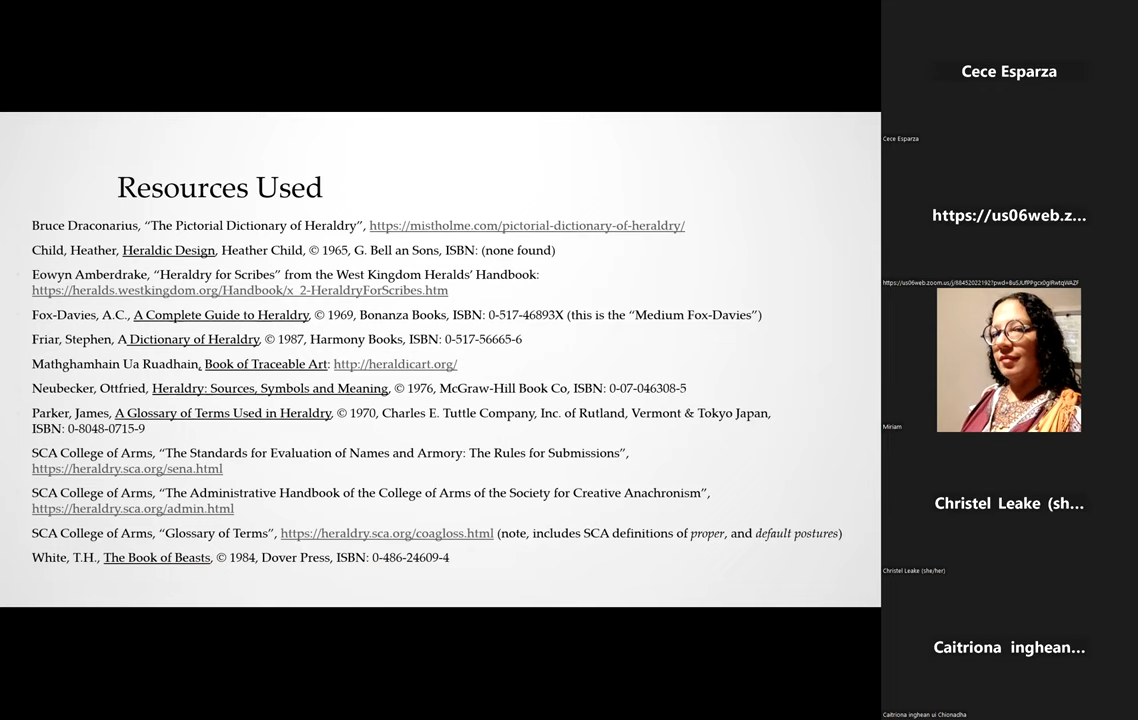 Resources Used
Bruce Draconarius, “The Pictorial Dictionary of Heraldry”, https://mistholme.com/pictorial-dictionary-of-heraldry/
Child, Heather, Heraldic Design, Heather Child, © 1965, G. Bell an Sons, ISBN: (none found)
Eowyn Amberdrake, “Heraldry for Scribes” from the West Kingdom Heralds’ Handbook:
https://heralds.westkingdom.org/Handbook/x_2-HeraldryForScribes.htm
Fox-Davies, A.C., A Complete Guide to Heraldry, © 1969, Bonanza Books, ISBN: 0-517-46893X (this is the “Medium Fox-Davies”)
Friar, Stephen, A Dictionary of Heraldry, © 1987, Harmony Books, ISBN: 0-517-56665-6
Mathghamhain Ua Ruadhain, Book of Traceable Art: http://heraldicart.org/
Neubecker, Ottfried, Heraldry: Sources, Symbols and Meaning, © 1976, McGraw-Hill Book Co, ISBN: 0-07-046308-5
Parker, James, A Glossary of Terms Used in Heraldry, © 1970, Charles E. Tuttle Company, Inc. of Rutland, Vermont & Tokyo Japan,
ISBN: 0-8048-0715-9
SCA College of Arms, “The Standards for Evaluation of Names and Armory: The Rules for Submissions”,
https://heraldry.sca.org/sena.html
SCA College of Arms, “The Administrative Handbook of the College of Arms of the Society for Creative Anachronism”,
https://heraldry.sca.org/admin.html
SCA College of Arms, “Glossary of Terms”, https://heraldry.sca.org/coagloss.html (note, includes SCA definitions of proper, and default postures)
White, T.H., The Book of Beasts, © 1984, Dover Press, ISBN: 0-486-24609-4
Cece Esparza
Cece Esparza
https://us06web.z...
Miriam
Christel Leake (sh...
Christel Leake (she/her)
Caitriona inghean...
Caitriona inghean ui Chionadha